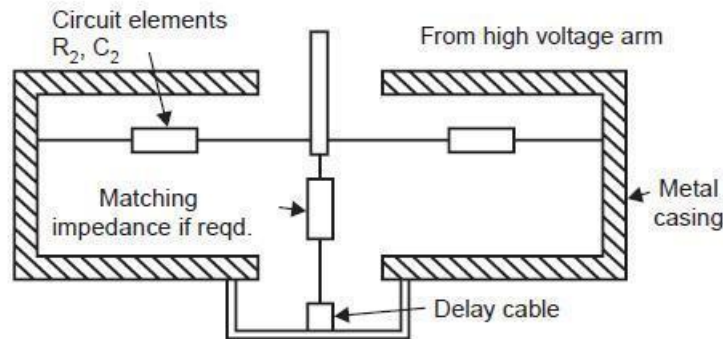 Circuit elements
R₂, C₂
From high voltage arm
Matching
impedance if reqd.
Metal
casing
Delay cable